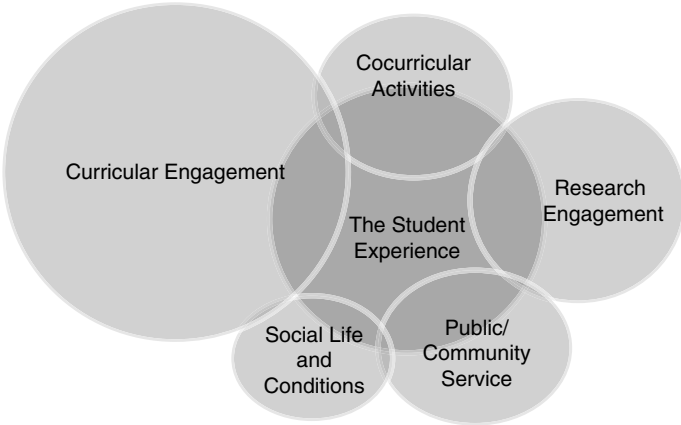 Cocurricular
Activities
Curricular Engagement
Research
Engagement
The Student
Experience
Social Life
and
Conditions
Public/
Community
Service